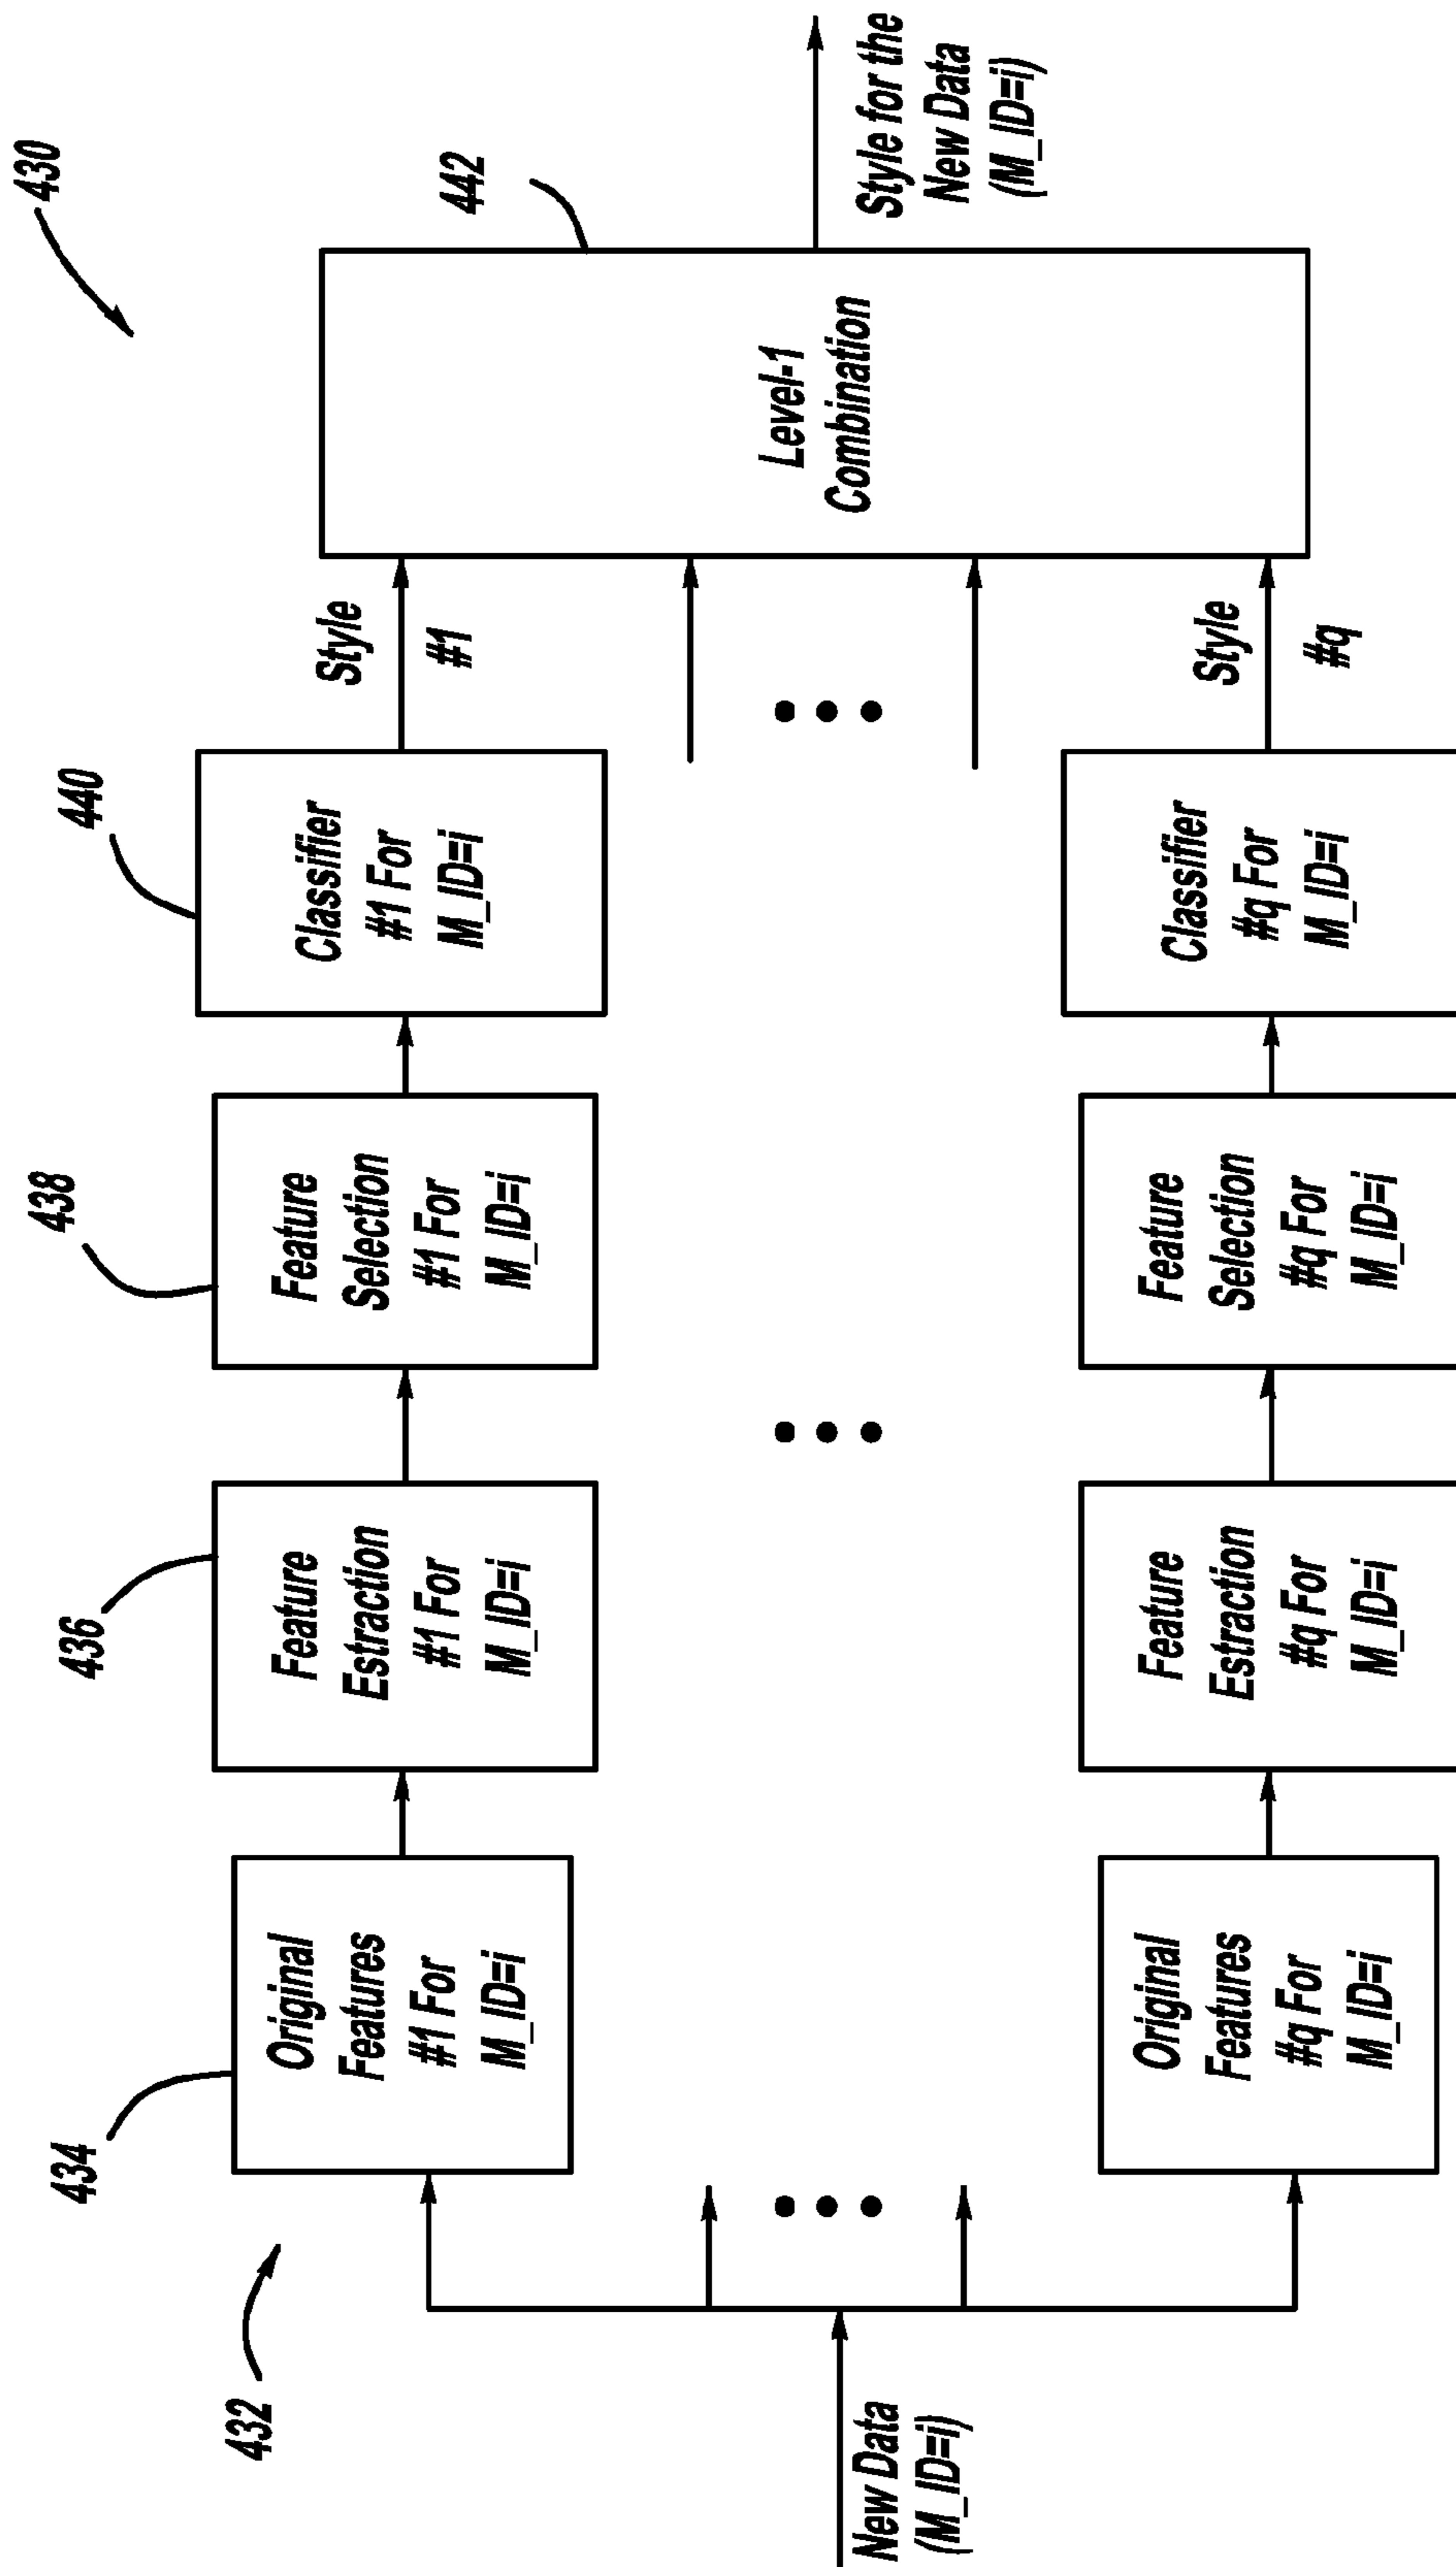 430
432
New Data
(M_ID=i)
434
Original
Features
#1 For
M_ID=i
436
Feature
Estraction
#1 For
M_ID=i
438
Feature
Selection
#1 For
M_ID=i
440
Classifier
#1 For
M_ID=i
Style
#1
Original
Features
#q For
M_ID=i
Feature
Estraction
#q For
M_ID=i
Feature
Selection
#q For
M_ID=i
Classifier
#q For
M_ID=i
Style
#q
442
Level-1
Combination
Style for the
New Data
(M_ID=i)